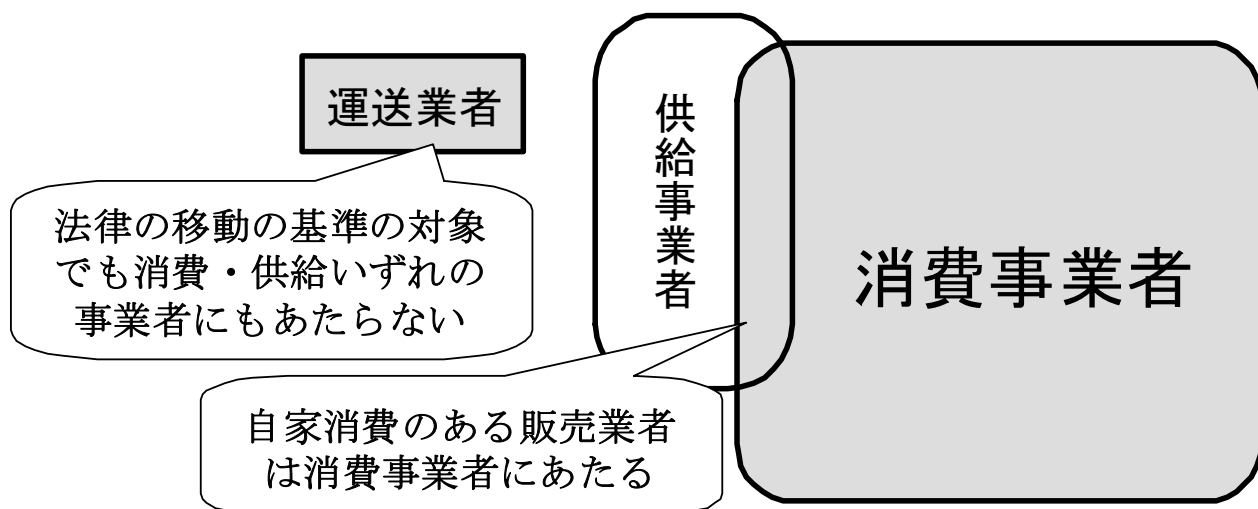 運送業者
法律の移動の基準の対象
でも消費・供給いずれの
事業者にもあたらない
供給事業者
消費事業者
自家消費のある販売業者
は消費事業者にあたる